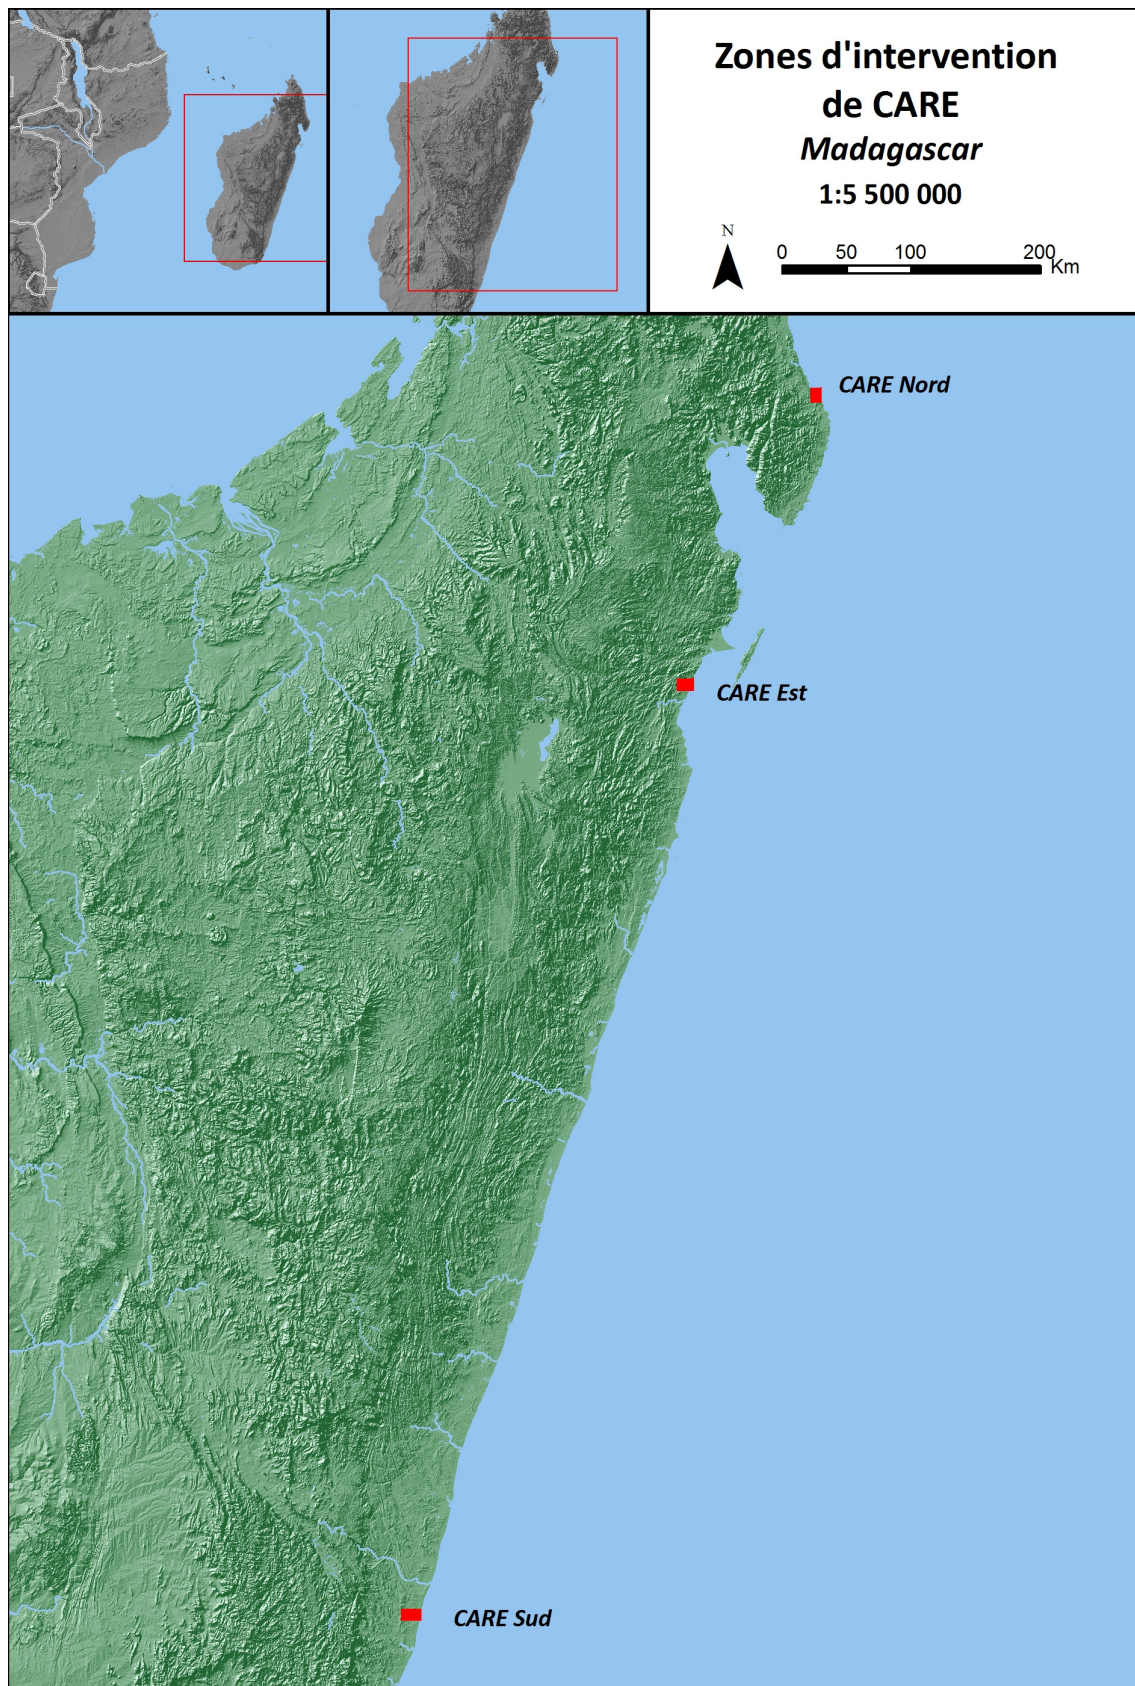 Zones d'intervention
de CARE
Madagascar
1:5 500 000
N
0 50 100 200
Km
CARE Nord
CARE Est
CARE Sud